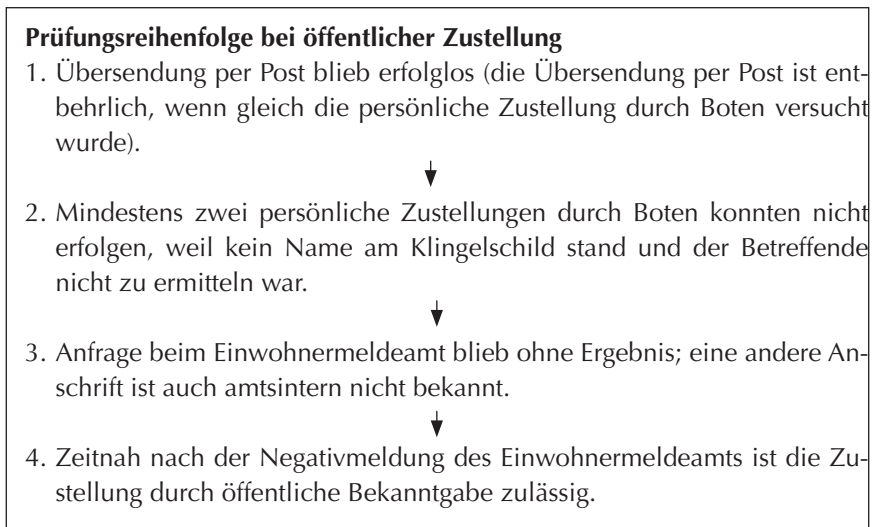 Prüfungsreihenfolge bei öffentlicher Zustellung
1. Übersendung per Post blieb erfolglos (die Übersendung per Post ist ent-
behrlich, wenn gleich die persönliche Zustellung durch Boten versucht
wurde).
2. Mindestens zwei persönliche Zustellungen durch Boten konnten nicht
erfolgen, weil kein Name am Klingelschild stand und der Betreffende
nicht zu ermitteln war.
3. Anfrage beim Einwohnermeldeamt blieb ohne Ergebnis; eine andere An-
schrift ist auch amtsintern nicht bekannt.
4. Zeitnah nach der Negativmeldung des Einwohnermeldeamts ist die Zu-
stellung durch öffentliche Bekanntgabe zulässig.